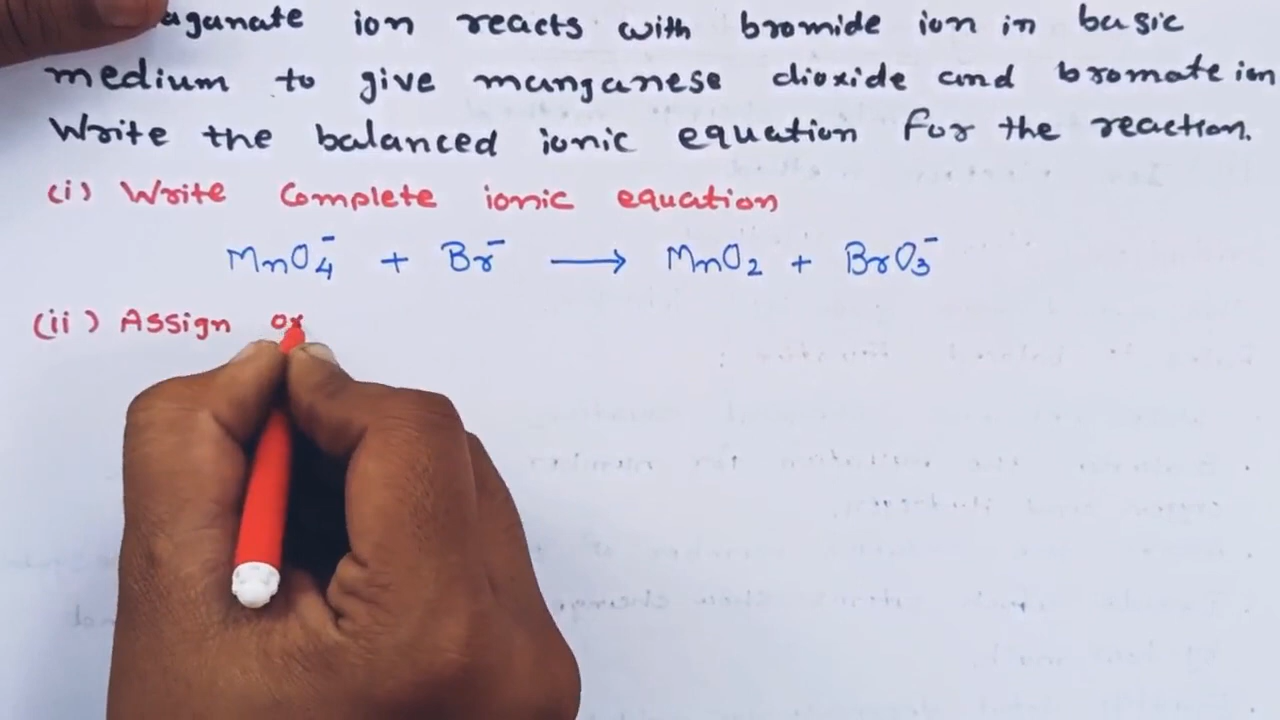 aganate ion reacts with bromide ion in basic
medium to give manganese dioxide and bromate ion
Write the balanced ionic equation for the reaction.
(i) Write Complete ionic equation
MnO₄⁻ + Br⁻ ⟶ MnO₂ + BrO₃⁻
(ii) Assign ox